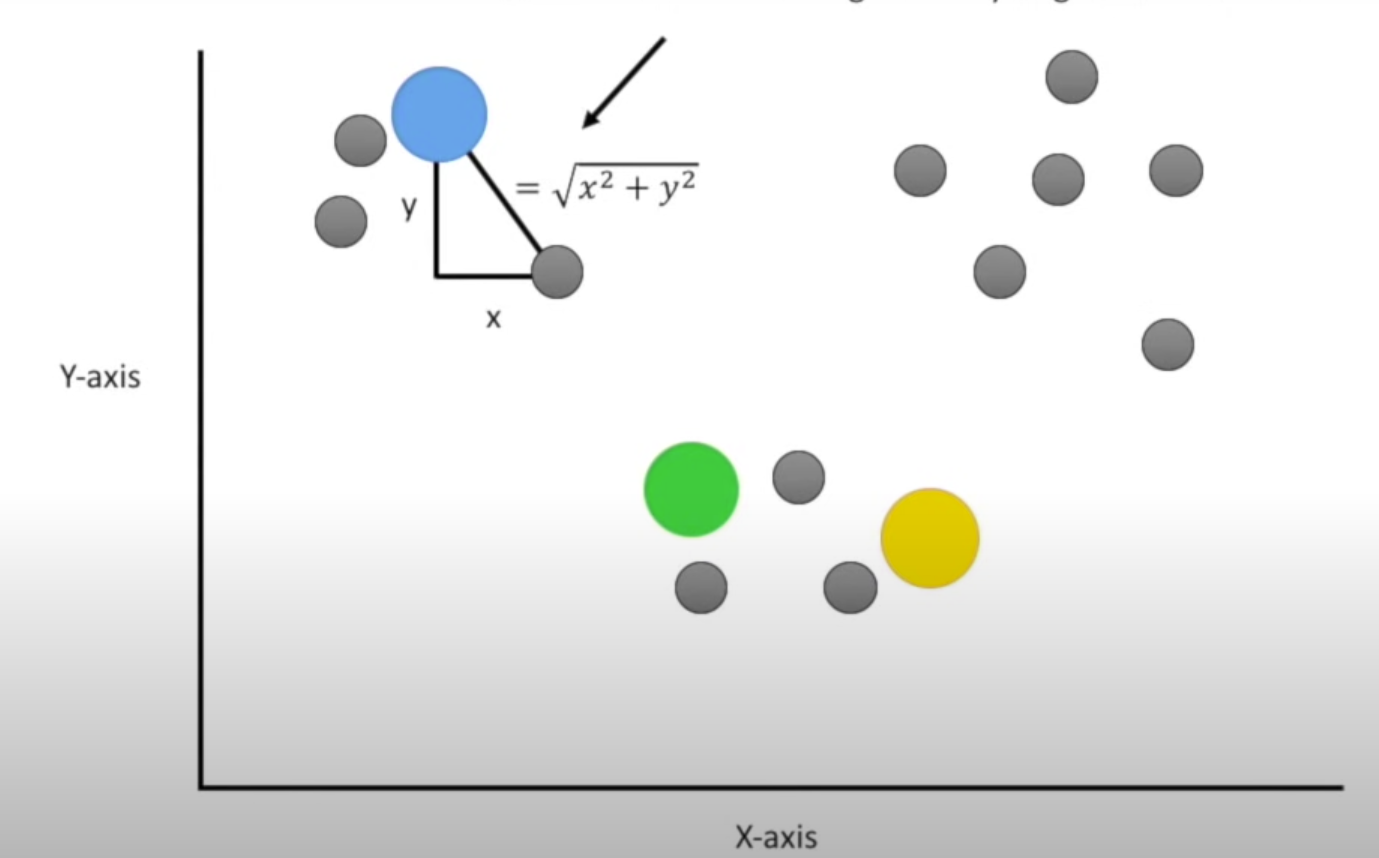 = √x² + y²
y
x
Y-axis
X-axis